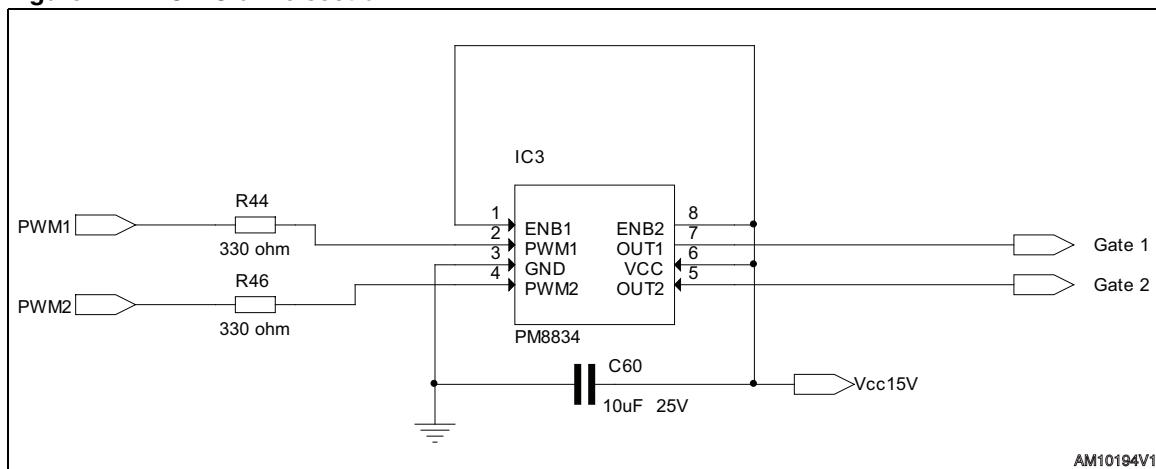 IC3
R44
PWM1
330 ohm
R46
PWM2
330 ohm
1 ENB1
2 PWM1
3 GND
4 PWM2
ENB2 8
OUT1 7
VCC 6
OUT2 5
PM8834
Gate 1
Gate 2
C60
10uF 25V
Vcc15V
AM10194V1